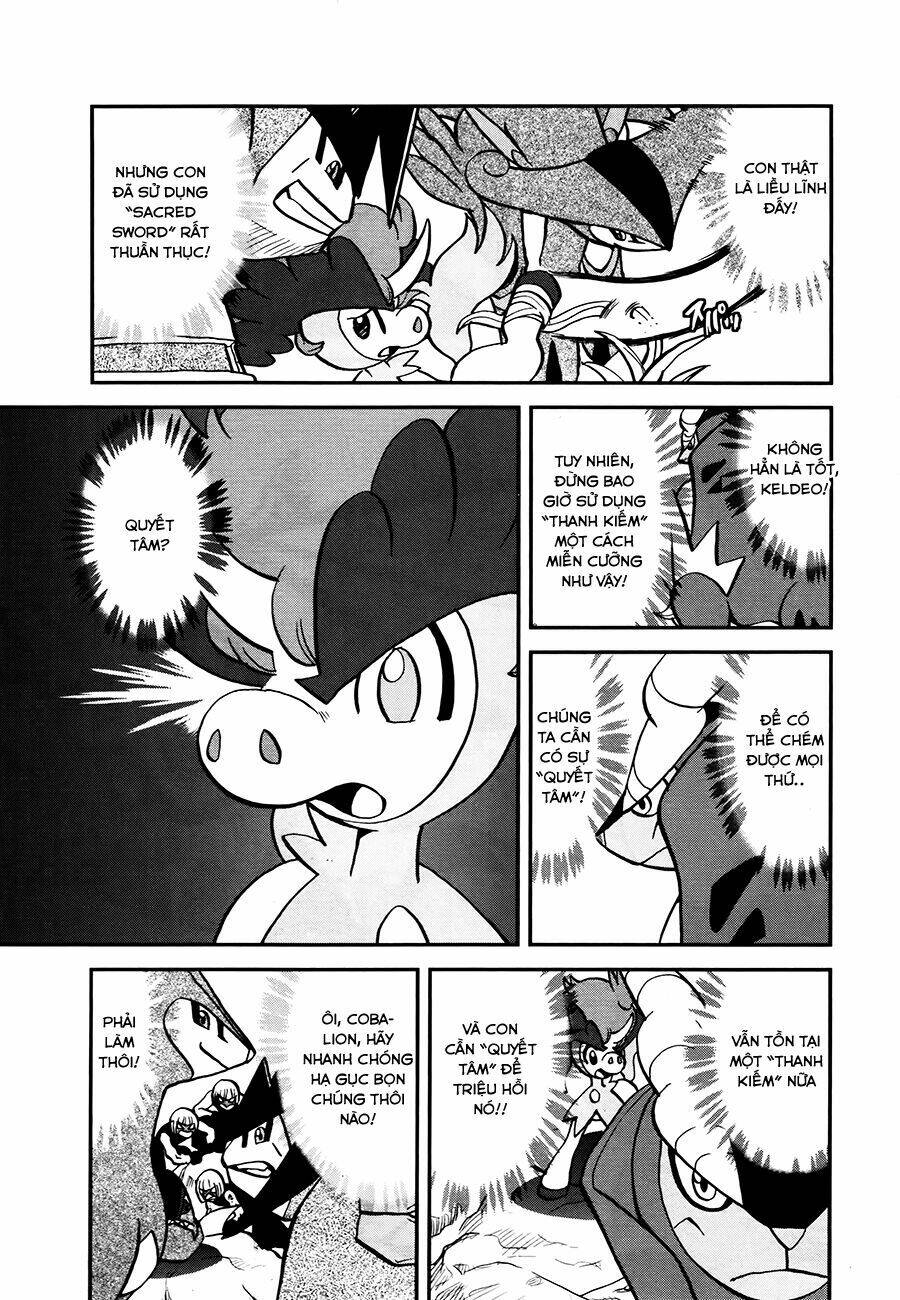 CON THẬT
LÀ LIỀU LĨNH
ĐẤY!
NHƯNG CON
ĐÃ SỬ DỤNG
"SACRED
SWORD" RẤT
THUẦN THỤC!
ズバッ
KHÔNG
HẲN LÀ TỐT,
KELDEO!
TUY NHIÊN,
ĐỪNG BAO
GIỜ SỬ DỤNG
"THANH KIẾM"
MỘT CÁCH
MIỄN CƯỠNG
NHƯ VẬY!
ĐỂ CÓ
THỂ CHÉM
ĐƯỢC MỌI
THỨ..
CHÚNG
TA CẦN
CÓ SỰ
"QUYẾT
TÂM"!
QUYẾT
TÂM?
VẪN TỒN TẠI
MỘT "THANH
KIẾM" NỮA
VÀ CON
CẦN "QUYẾT
TÂM" ĐỂ
TRIỆU HỒI
NÓ!!
ÔI, COBA-
LION, HÃY
NHANH CHÓNG
HẠ GỤC BỌN
CHÚNG THÔI
NÀO!
PHẢI
LÀM
THÔI!